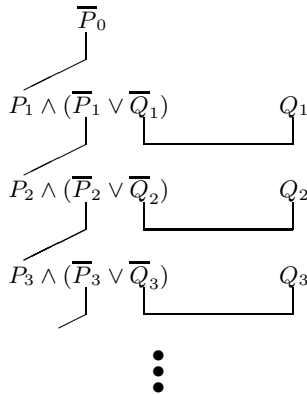 P̅₀
P₁ ∧ (P̅₁ ∨ Q̅₁) Q₁
P₂ ∧ (P̅₂ ∨ Q̅₂) Q₂
P₃ ∧ (P̅₃ ∨ Q̅₃) Q₃